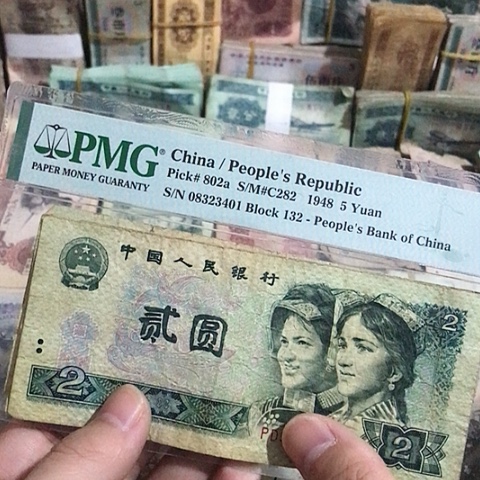 PMG® China / People's Republic
PAPER MONEY GUARANTY Pick# 802a S/M#C282 1948 5 Yuan
S/N 08323401 Block 132 - People's Bank of China
中国人民银行
贰圆
2
2
2
PD